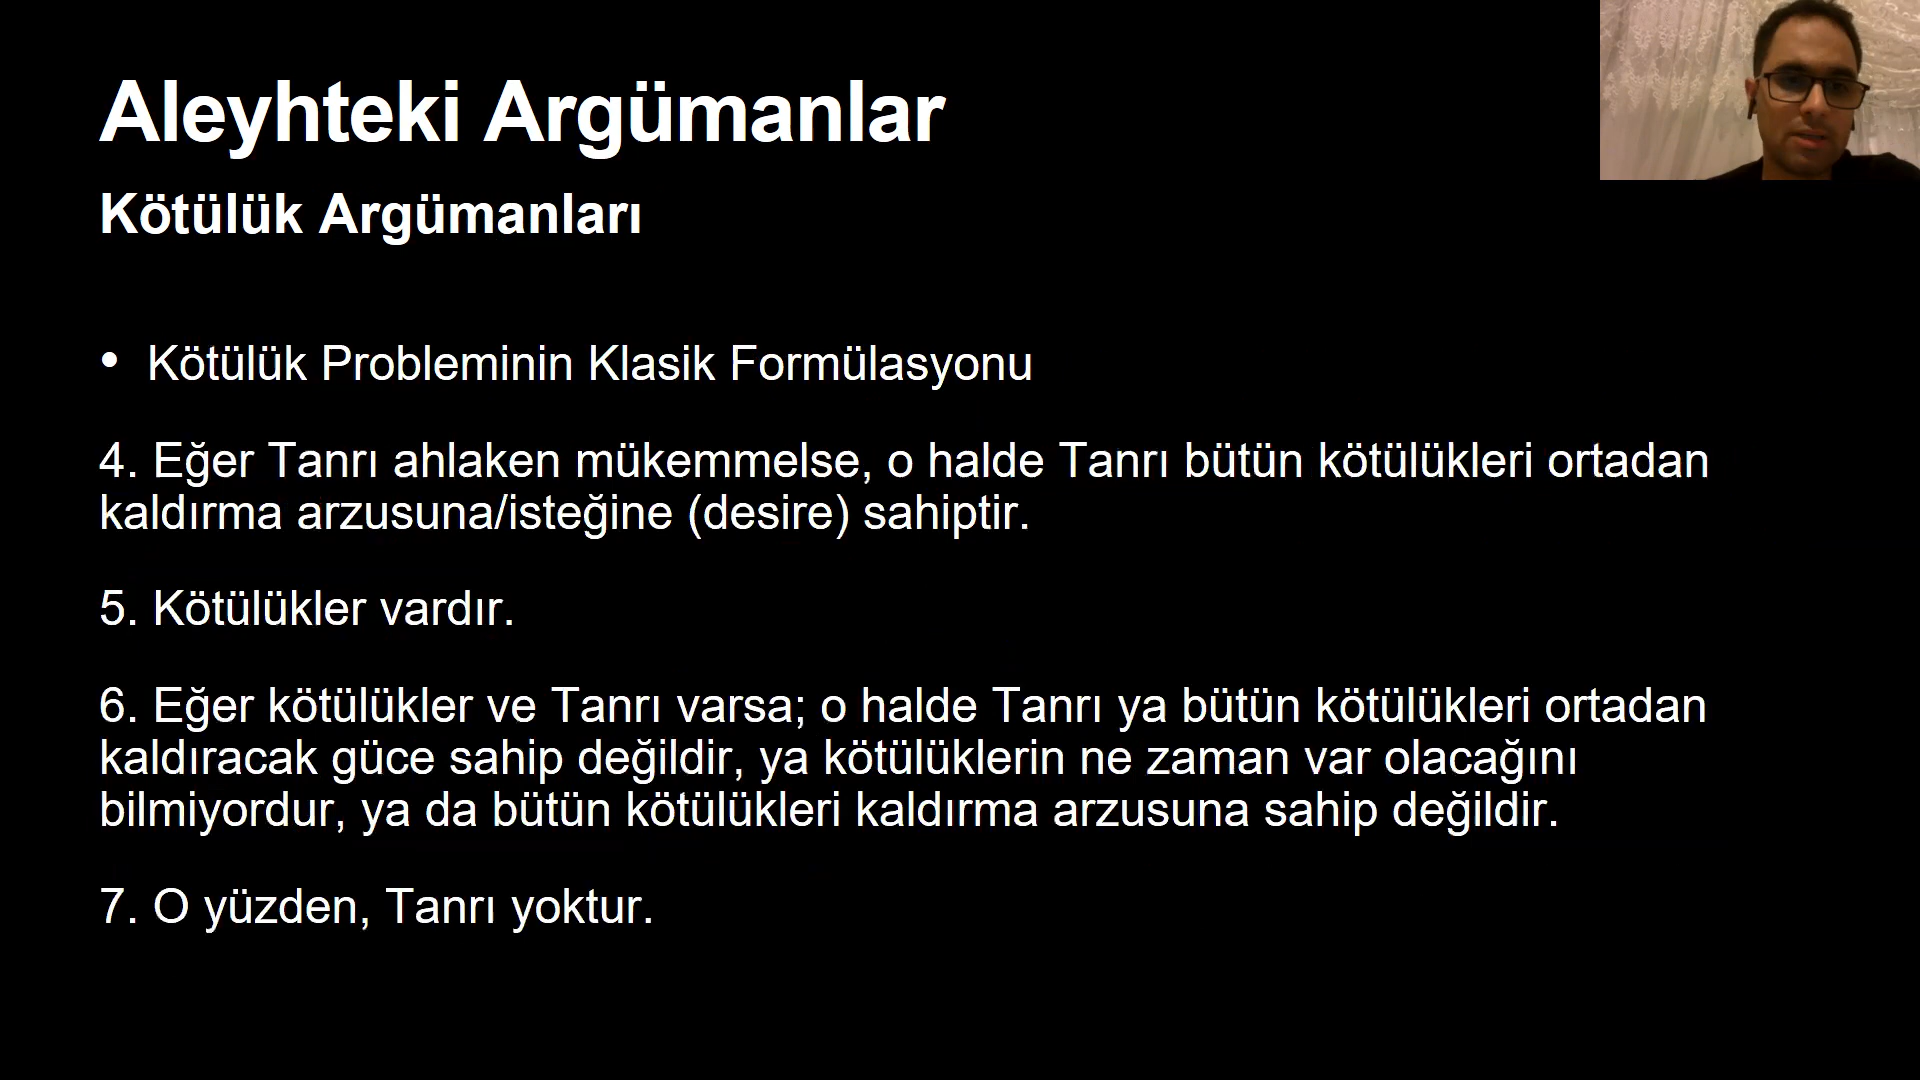 Aleyhteki Argümanlar
Kötülük Argümanları
• Kötülük Probleminin Klasik Formülasyonu
4. Eğer Tanrı ahlaken mükemmelse, o halde Tanrı bütün kötülükleri ortadan
kaldırma arzusuna/isteğine (desire) sahiptir.
5. Kötülükler vardır.
6. Eğer kötülükler ve Tanrı varsa; o halde Tanrı ya bütün kötülükleri ortadan
kaldıracak güce sahip değildir, ya kötülüklerin ne zaman var olacağını
bilmiyordur, ya da bütün kötülükleri kaldırma arzusuna sahip değildir.
7. O yüzden, Tanrı yoktur.